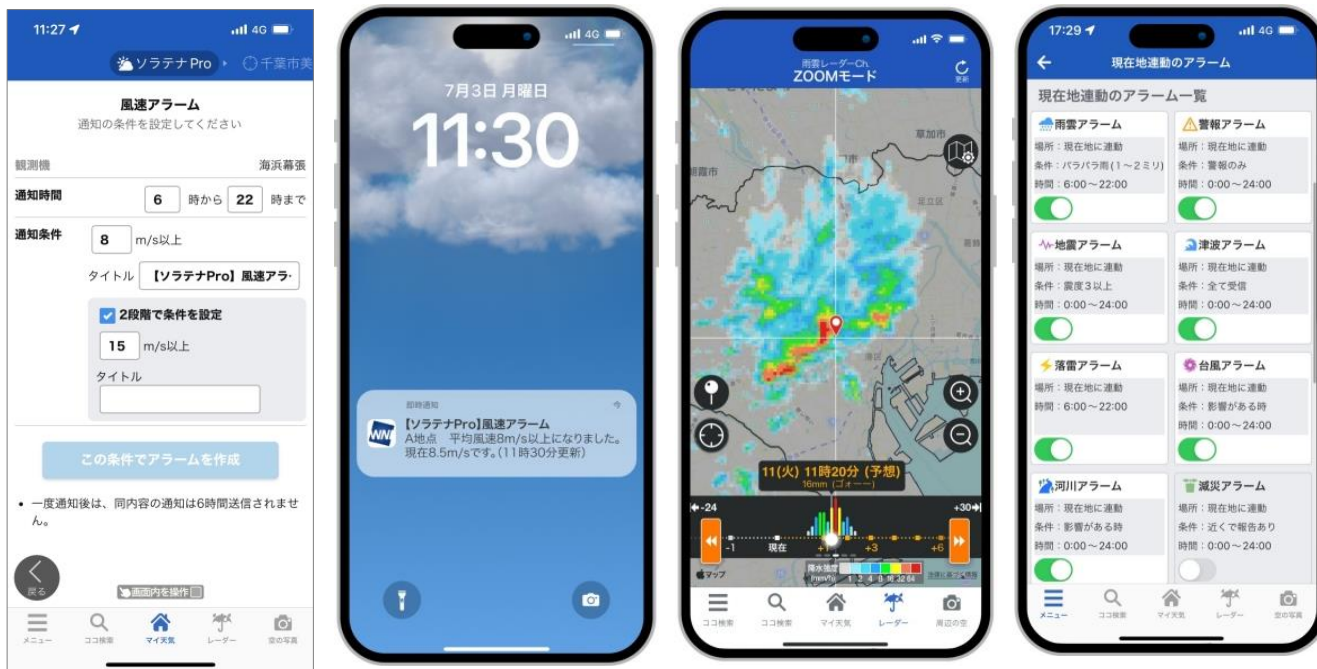 11:27
4G
ソラテナPro
千葉市美
風速アラーム
通知の条件を設定してください
観測機
海浜幕張
通知時間
6 時から 22 時まで
通知条件
8 m/s以上
タイトル 【ソラテナPro】風速アラ
2段階で条件を設定
15 m/s以上
タイトル
この条件でアラームを作成
• 一度通知後は、同内容の通知は6時間送信されません。
戻る
画面内を操作
メニュー ココ検索 マイ天気 レーダー 空の写真
4G
7月3日 月曜日
11:30
即時通知 今
WNI
【ソラテナPro】風速アラーム
A地点 平均風速8m/s以上になりました。
現在8.5m/sです。(11時30分更新)
雨雲レーダーCh.
ZOOMモード
更新
草加市
朝霞市
足立区
港区
11(火) 11時20分 (予想)
16mm (ゴォーー)
-24
+30
-1 現在 +1 +3 +6
マップ
降水強度
(mm/h) 1 2 4 8 16 32 64
メニュー ココ検索 マイ天気 レーダー 周辺の空
17:29
4G
現在地連動のアラーム
現在地連動のアラーム一覧
雨雲アラーム
場所：現在地に連動
条件：パラパラ雨(1～2ミリ)
時間：6:00～22:00
警報アラーム
場所：現在地に連動
条件：警報のみ
時間：0:00～24:00
地震アラーム
場所：現在地に連動
条件：震度3以上
時間：0:00～24:00
津波アラーム
場所：現在地に連動
条件：全て受信
時間：0:00～24:00
落雷アラーム
場所：現在地に連動
時間：6:00～22:00
台風アラーム
場所：現在地に連動
条件：影響がある時
時間：0:00～24:00
河川アラーム
場所：現在地に連動
条件：影響がある時
時間：0:00～24:00
減災アラーム
場所：現在地に連動
条件：近くで報告あり
時間：0:00～24:00
メニュー ココ検索 マイ天気 レーダー 空の写真